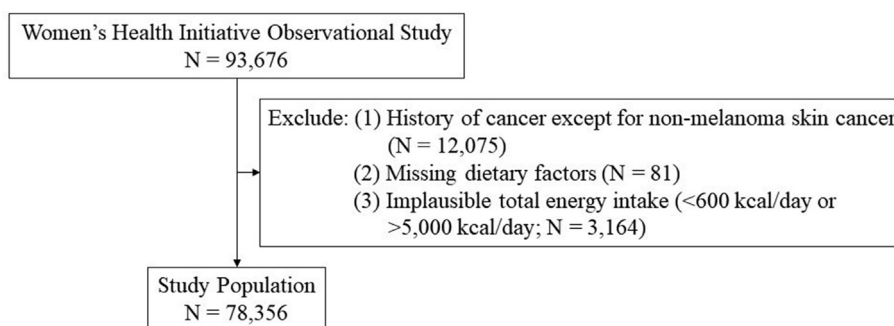 Women’s Health Initiative Observational Study
N = 93,676
Exclude: (1) History of cancer except for non-melanoma skin cancer
(N = 12,075)
(2) Missing dietary factors (N = 81)
(3) Implausible total energy intake (<600 kcal/day or
>5,000 kcal/day; N = 3,164)
Study Population
N = 78,356